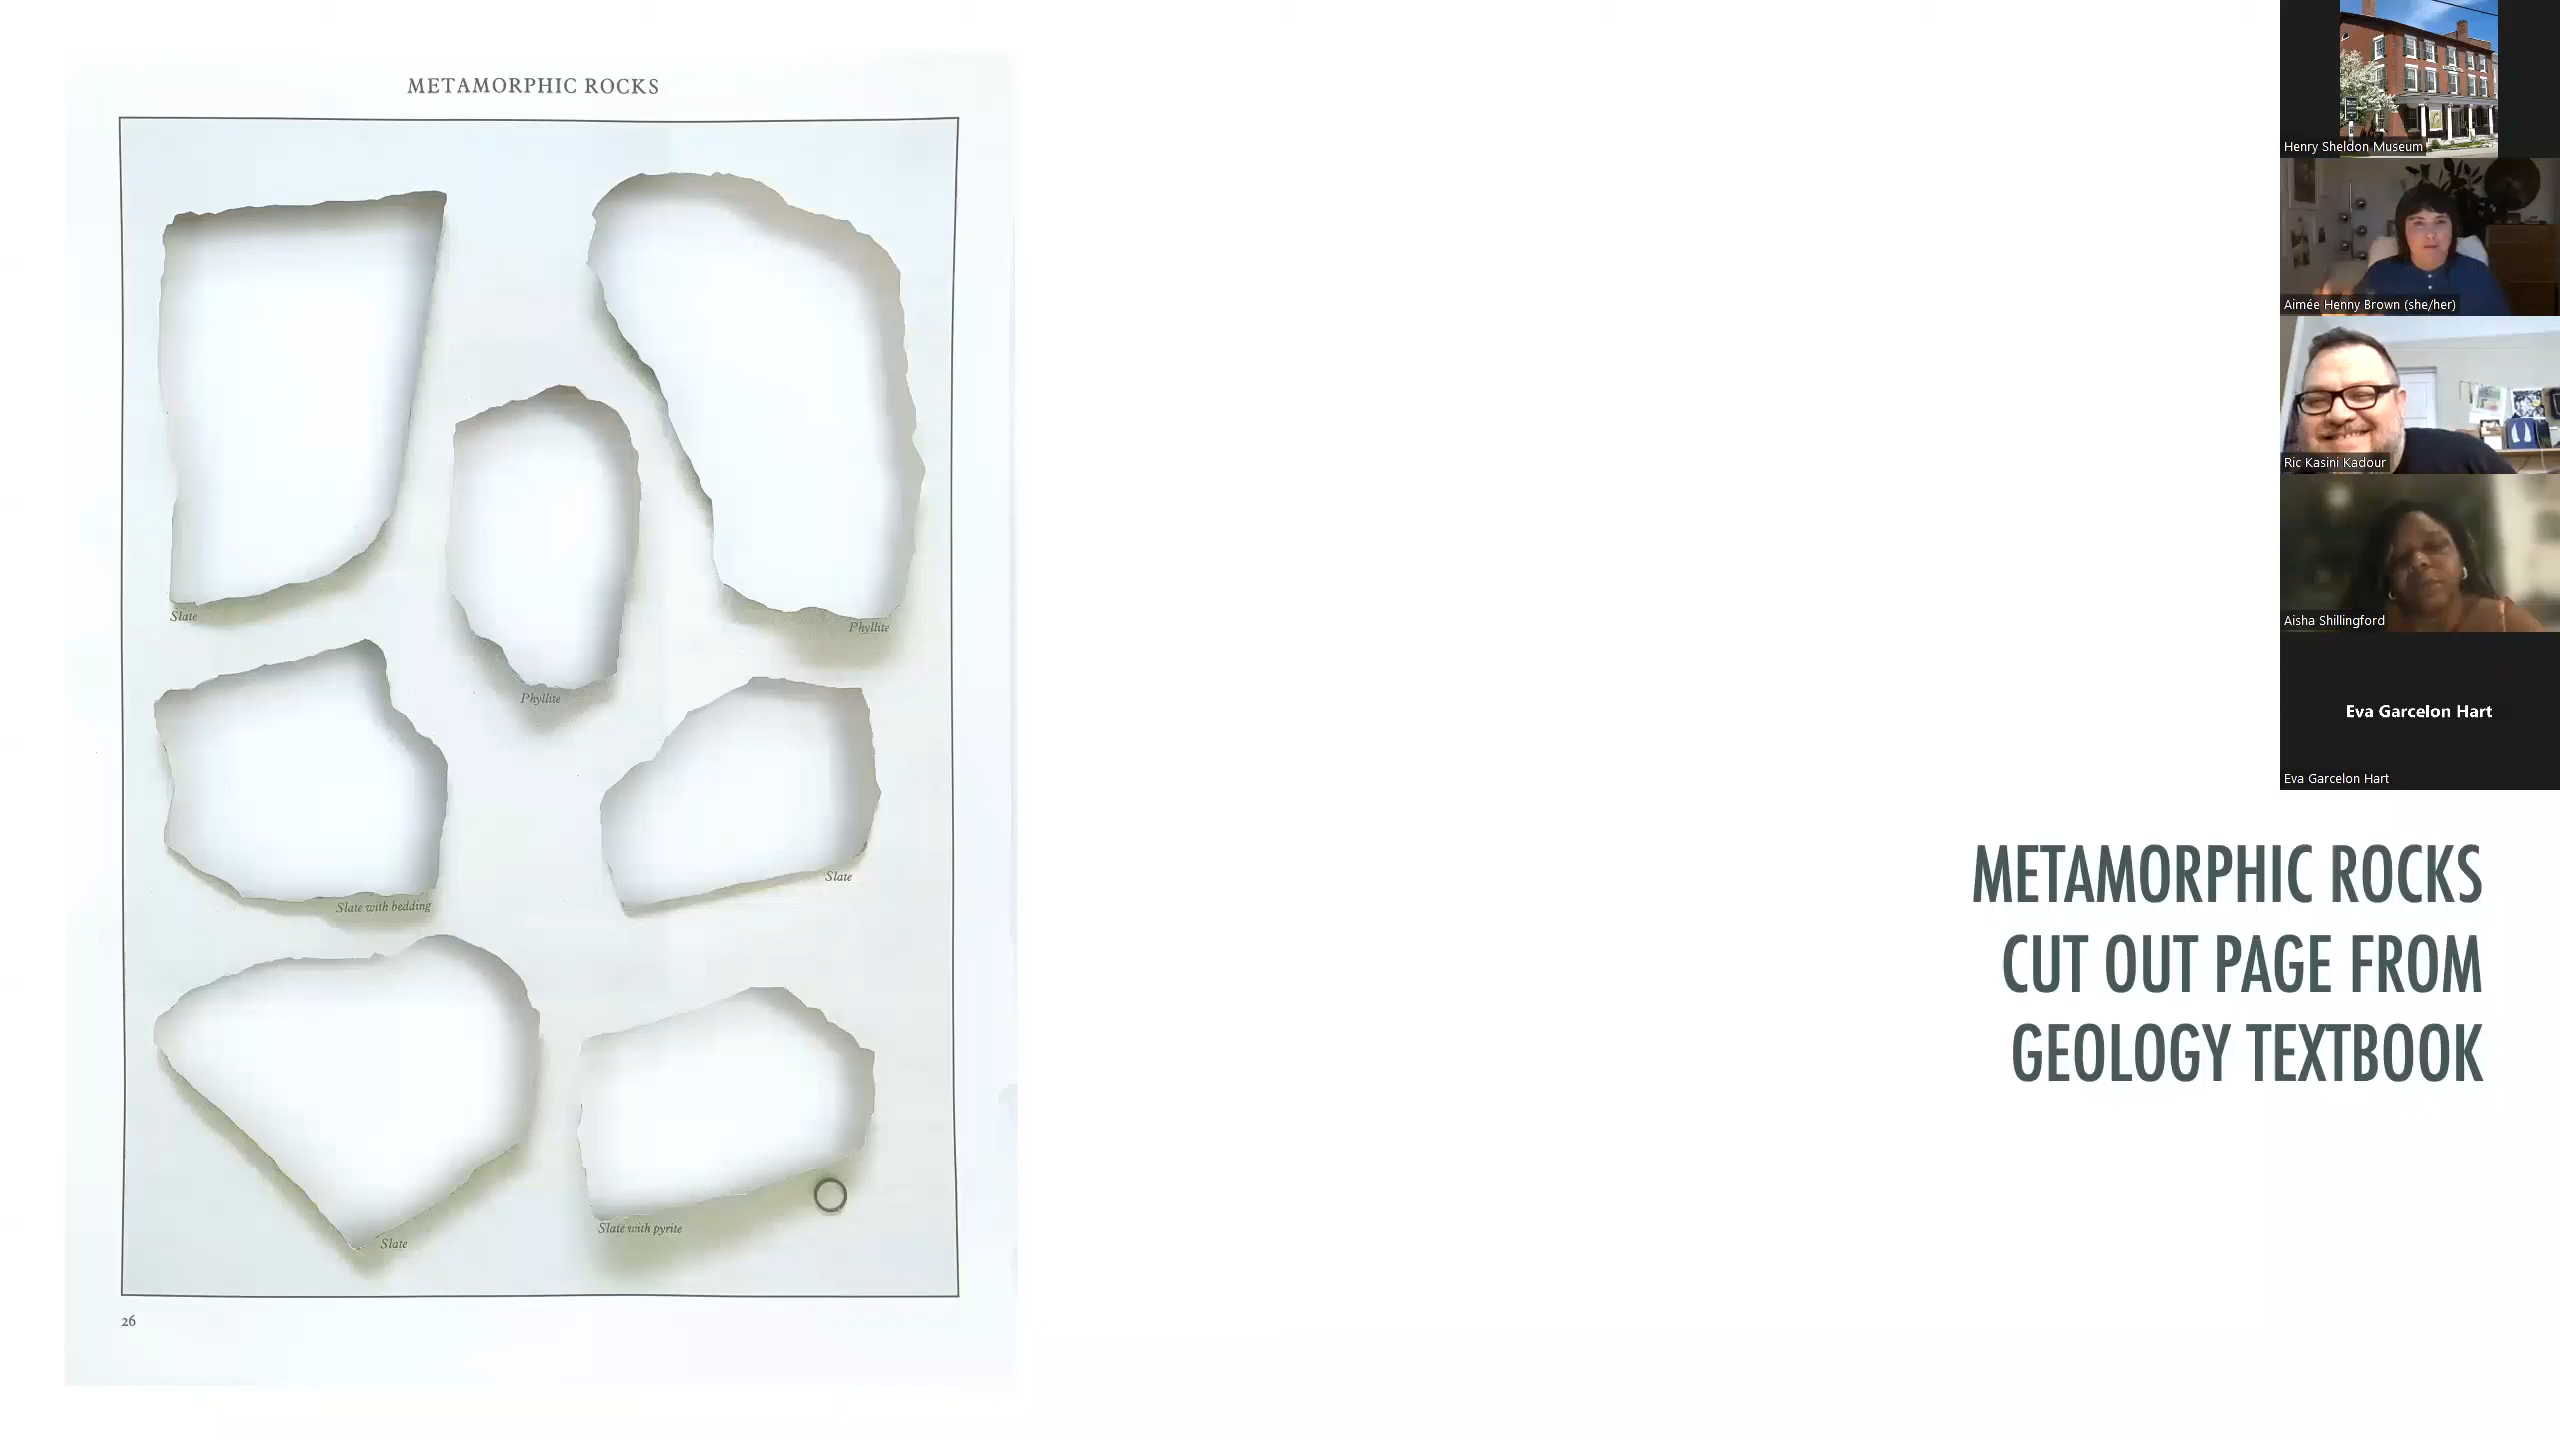 METAMORPHIC ROCKS
Slate
Phyllite
Phyllite
Slate
Slate with bedding
Slate
Slate with pyrite
26
Henry Sheldon Museum
Aimée Henny Brown (she/her)
Ric Kasini Kadour
Aisha Shillingford
Eva Garcelon Hart
Eva Garcelon Hart
METAMORPHIC ROCKS
CUT OUT PAGE FROM
GEOLOGY TEXTBOOK